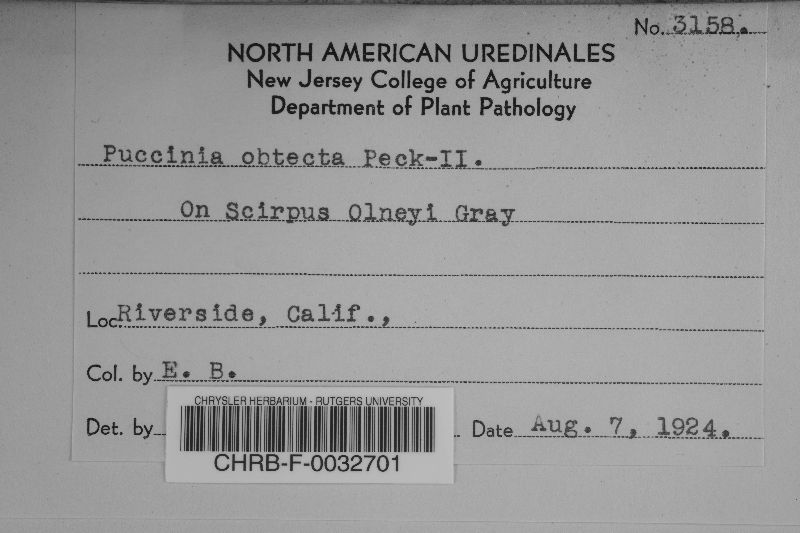 No. 3158.
NORTH AMERICAN UREDINALES
New Jersey College of Agriculture
Department of Plant Pathology
Puccinia obtecta Peck-II.
On Scirpus Olneyi Gray
Loc. Riverside, Calif.,
Col. by E. B.
Det. by
Date Aug. 7, 1924.
CHRYSLER HERBARIUM - RUTGERS UNIVERSITY
CHRB-F-0032701